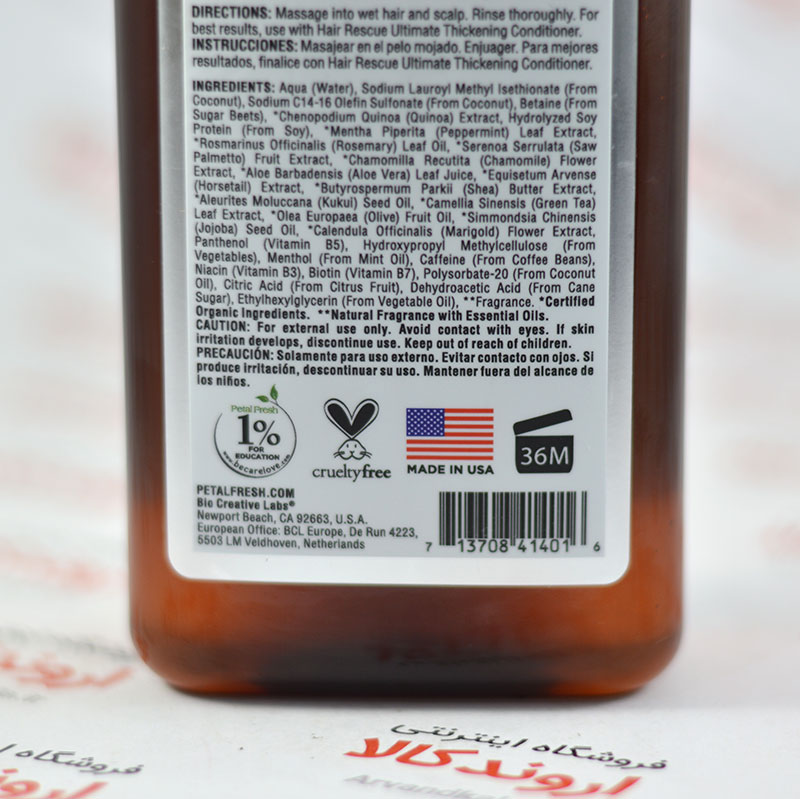 DIRECTIONS: Massage into wet hair and scalp. Rinse thoroughly. For
best results, use with Hair Rescue Ultimate Thickening Conditioner.
INSTRUCCIONES: Masajear en el pelo mojado. Enjuager. Para mejores
resultados, finalice con Hair Rescue Ultimate Thickening Conditioner.
INGREDIENTS: Aqua (Water), Sodium Lauroyl Methyl Isethionate (From
Coconut), Sodium C14-16 Olefin Sulfonate (From Coconut), Betaine (From
Sugar Beets), *Chenopodium Quinoa (Quinoa) Extract, Hydrolyzed Soy
Protein (From Soy), *Mentha Piperita (Peppermint) Leaf Extract,
*Rosmarinus Officinalis (Rosemary) Leaf Oil, *Serenoa Serrulata (Saw
Palmetto) Fruit Extract, *Chamomilla Recutita (Chamomile) Flower
Extract, *Aloe Barbadensis (Aloe Vera) Leaf Juice, *Equisetum Arvense
(Horsetail) Extract, *Butyrospermum Parkii (Shea) Butter Extract,
*Aleurites Moluccana (Kukui) Seed Oil, *Camellia Sinensis (Green Tea)
Leaf Extract, *Olea Europaea (Olive) Fruit Oil, *Simmondsia Chinensis
(Jojoba) Seed Oil, *Calendula Officinalis (Marigold) Flower Extract,
Panthenol (Vitamin B5), Hydroxypropyl Methylcellulose (From
Vegetables), Menthol (From Mint Oil), Caffeine (From Coffee Beans),
Niacin (Vitamin B3), Biotin (Vitamin B7), Polysorbate-20 (From Coconut
Oil), Citric Acid (From Citrus Fruit), Dehydroacetic Acid (From Cane
Sugar), Ethylhexylglycerin (From Vegetable Oil), **Fragrance. *Certified
Organic Ingredients. **Natural Fragrance with Essential Oils.
CAUTION: For external use only. Avoid contact with eyes. If skin
irritation develops, discontinue use. Keep out of reach of children.
PRECAUCIÓN: Solamente para uso externo. Evitar contacto con ojos. Si
produce irritación, descontinuar su uso. Mantener fuera del alcance de
los niños.
Petal Fresh
1%
FOR
EDUCATION
www.becarelove.com
crueltyfree
MADE IN USA
36M
PETALFRESH.COM
Bio Creative Labs®
Newport Beach, CA 92663, U.S.A.
European Office: BCL Europe, De Run 4223,
5503 LM Veldhoven, Netherlands
7 13708 41401 6
فروشگاه اینترنتی
اروند کالا
فروشگاه
اروند